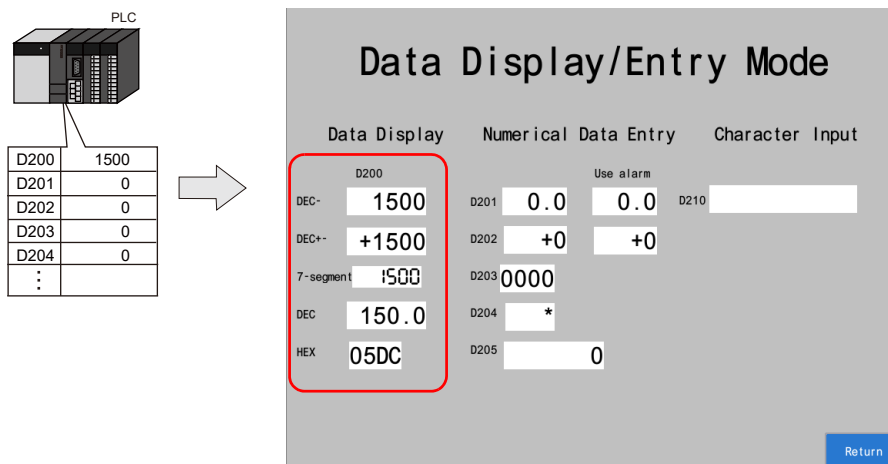 PLC
D200 1500
D201 0
D202 0
D203 0
D204 0
⋮
Data Display/Entry Mode
Data Display Numerical Data Entry Character Input
D200 Use alarm
DEC- 1500 D201 0.0 0.0 D210
DEC+- +1500 D202 +0 +0
7-segment 1500 D203 0000
DEC 150.0 D204 *
HEX 05DC D205 0
Return